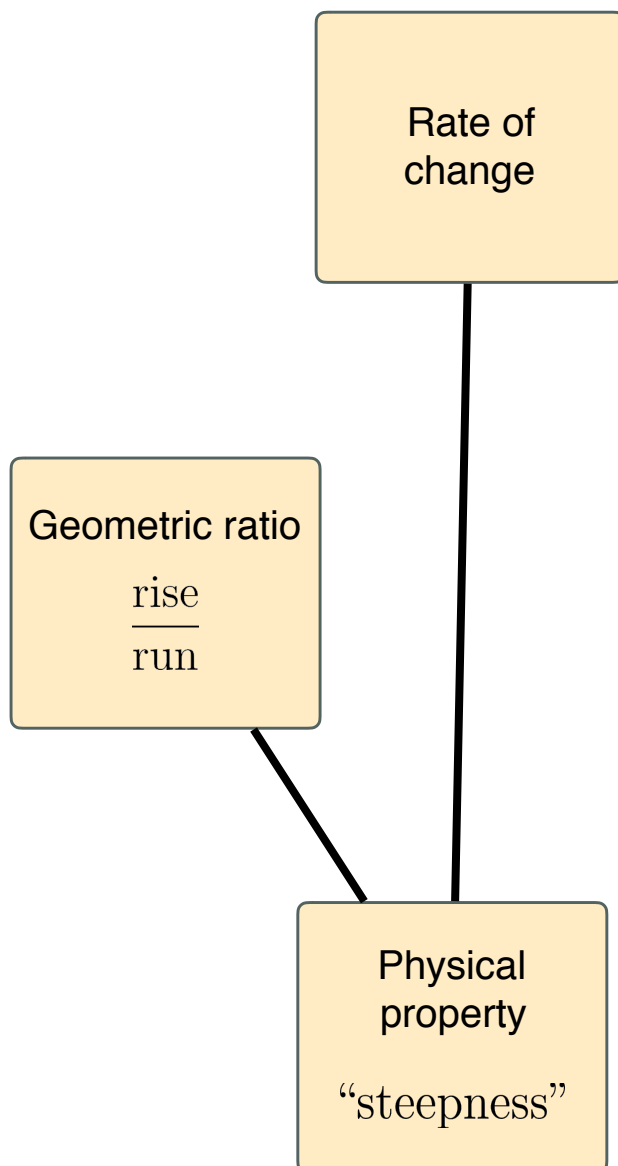 Rate of
change
Geometric ratio
rise
run
Physical
property
“steepness”